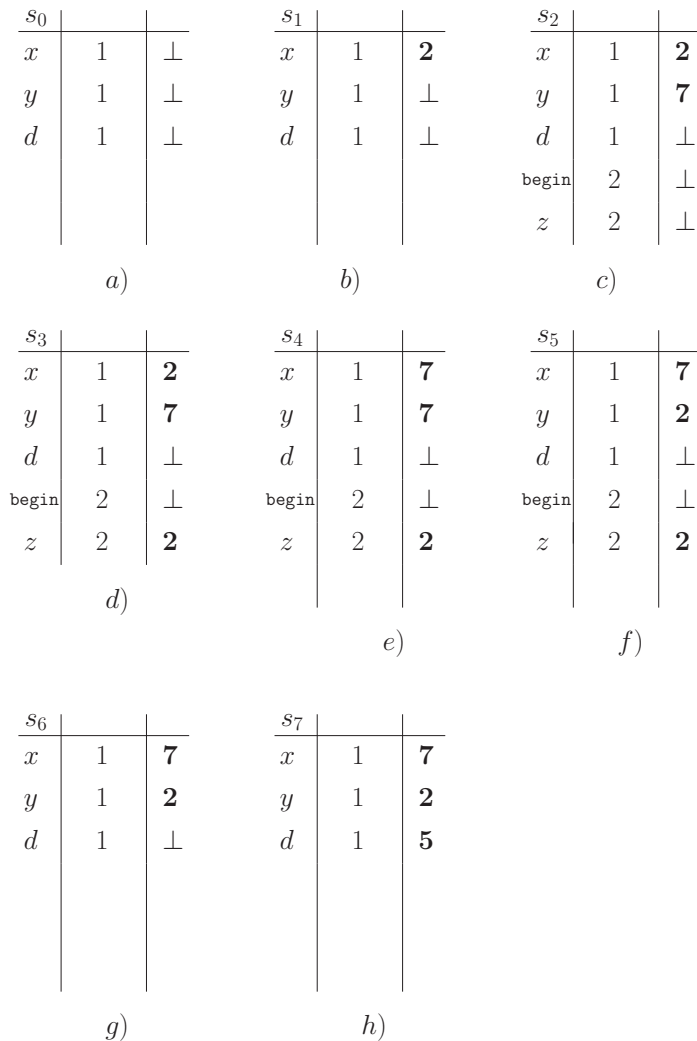 s0 s1 s2
x 1 ⊥ x 1 2 x 1 2
y 1 ⊥ y 1 ⊥ y 1 7
d 1 ⊥ d 1 ⊥ d 1 ⊥
begin 2 ⊥
z 2 ⊥
a) b) c)
s3 s4 s5
x 1 2 x 1 7 x 1 7
y 1 7 y 1 7 y 1 2
d 1 ⊥ d 1 ⊥ d 1 ⊥
begin 2 ⊥ begin 2 ⊥ begin 2 ⊥
z 2 2 z 2 2 z 2 2
d)
e) f)
s6 s7
x 1 7 x 1 7
y 1 2 y 1 2
d 1 ⊥ d 1 5
g) h)